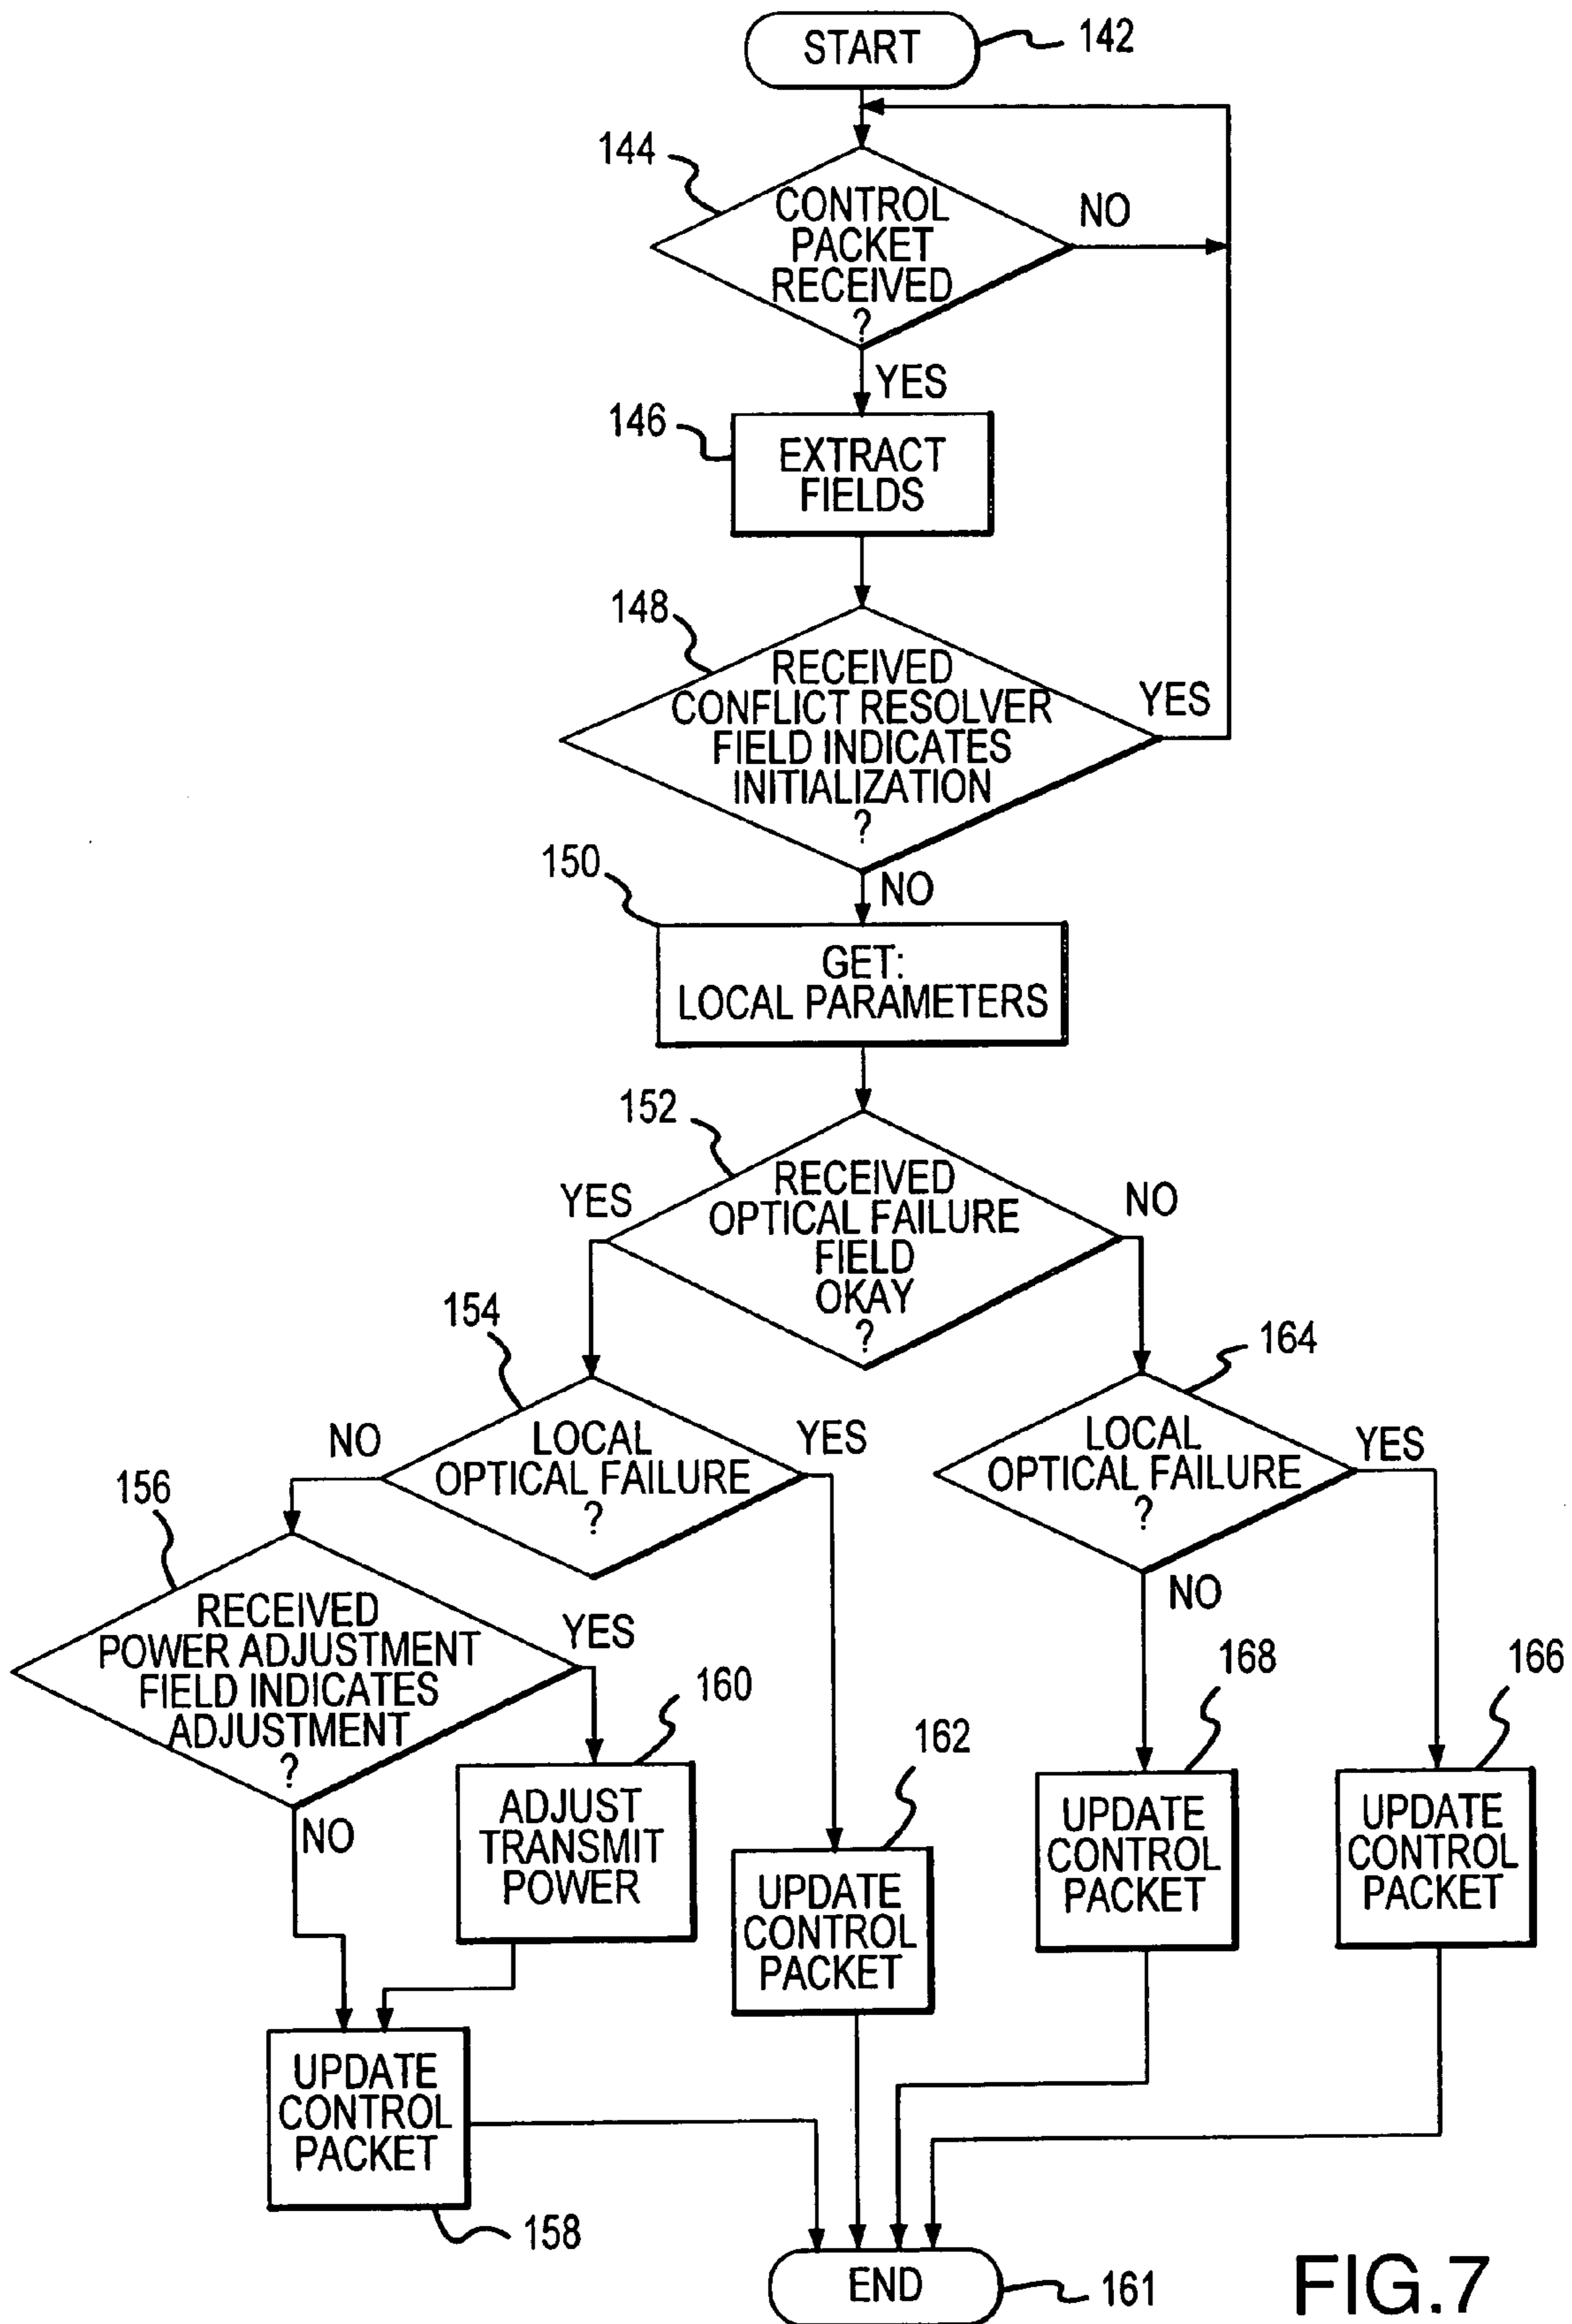 START
142
144
CONTROL
PACKET
RECEIVED
?
NO
YES
146
EXTRACT
FIELDS
148
RECEIVED
CONFLICT RESOLVER
FIELD INDICATES
INITIALIZATION
?
YES
NO
150
GET:
LOCAL PARAMETERS
152
RECEIVED
OPTICAL FAILURE
FIELD
OKAY
?
YES
NO
154
LOCAL
OPTICAL FAILURE
?
NO
YES
164
LOCAL
OPTICAL FAILURE
?
YES
NO
156
RECEIVED
POWER ADJUSTMENT
FIELD INDICATES
ADJUSTMENT
?
YES
NO
160
ADJUST
TRANSMIT
POWER
162
UPDATE
CONTROL
PACKET
168
UPDATE
CONTROL
PACKET
166
UPDATE
CONTROL
PACKET
UPDATE
CONTROL
PACKET
158
END
161
FIG.7